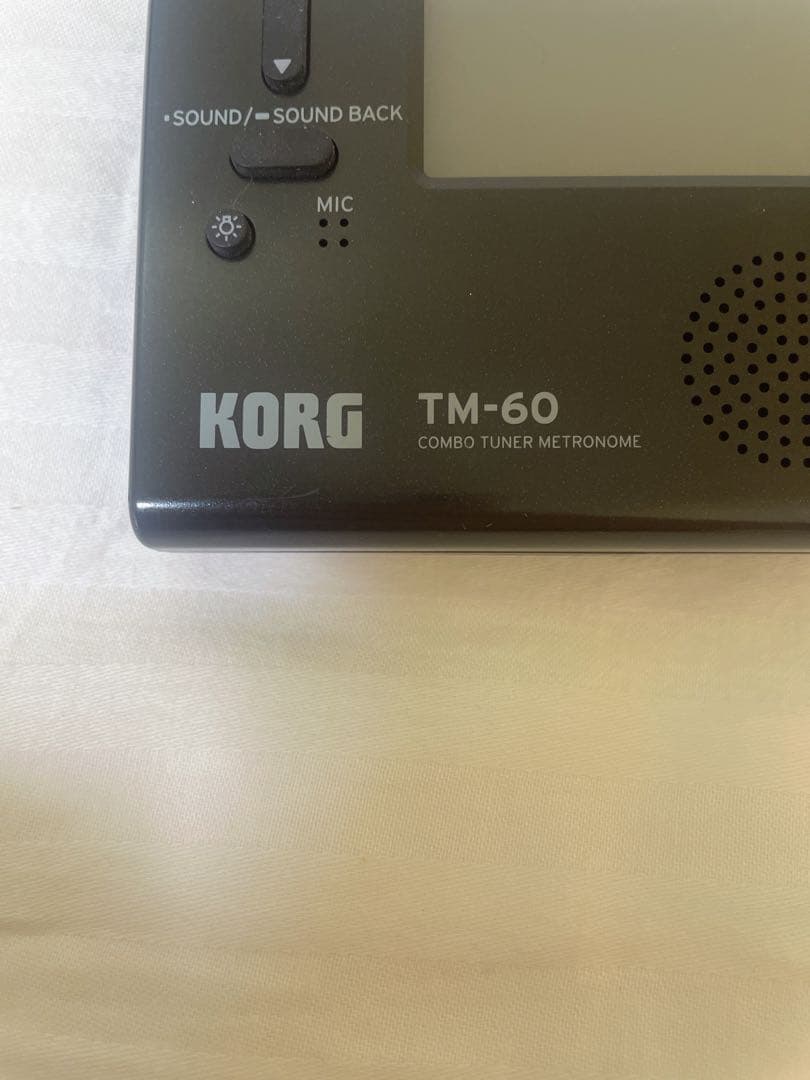 •SOUND/━SOUND BACK
MIC
KORG
TM-60
COMBO TUNER METRONOME